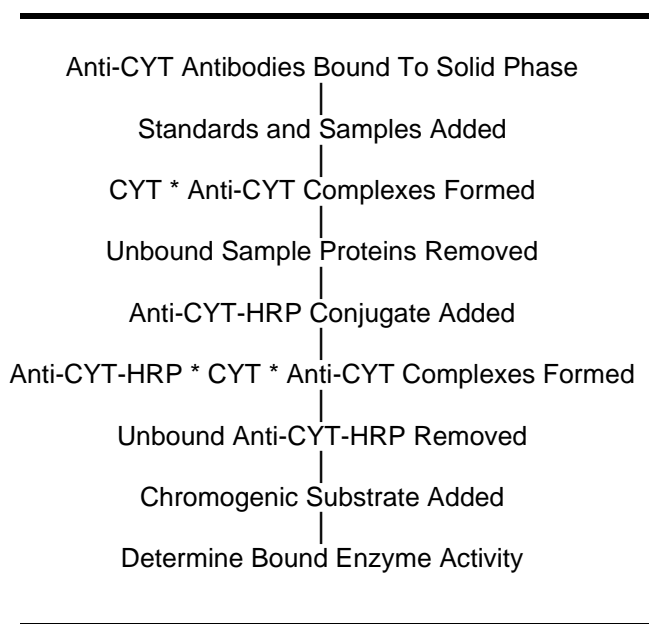 Anti-CYT Antibodies Bound To Solid Phase
Standards and Samples Added
CYT * Anti-CYT Complexes Formed
Unbound Sample Proteins Removed
Anti-CYT-HRP Conjugate Added
Anti-CYT-HRP * CYT * Anti-CYT Complexes Formed
Unbound Anti-CYT-HRP Removed
Chromogenic Substrate Added
Determine Bound Enzyme Activity